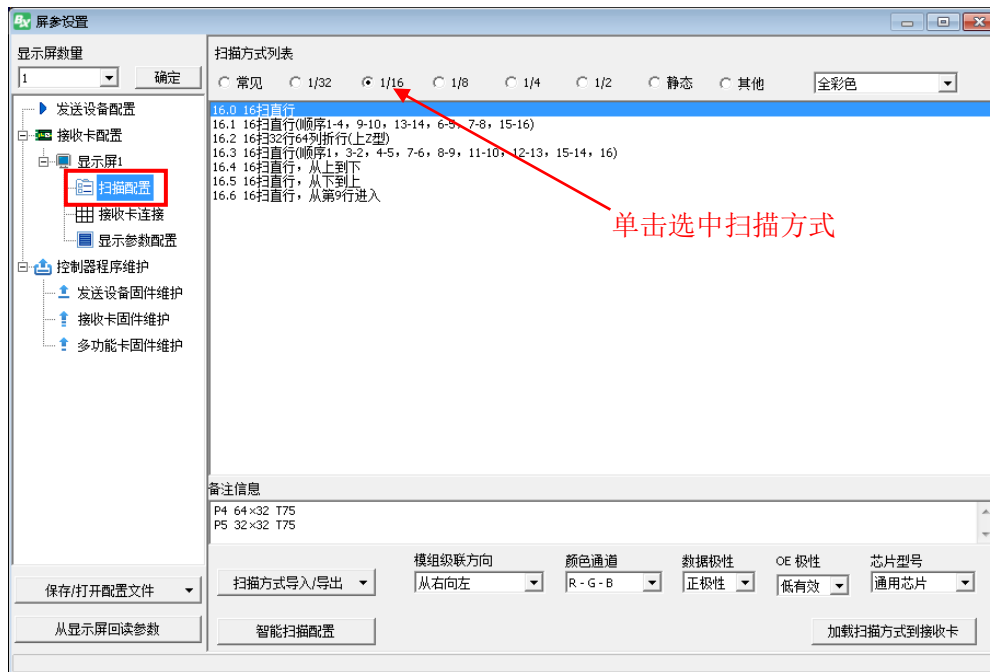 BX 屏参设置
显示屏数量
1 确定
发送设备配置
接收卡配置
显示屏1
扫描配置
接收卡连接
显示参数配置
控制器程序维护
发送设备固件维护
接收卡固件维护
多功能卡固件维护
保存/打开配置文件
从显示屏回读参数
扫描方式列表
常见 1/32 1/16 1/8 1/4 1/2 静态 其他 全彩色
16.0 16扫直行
16.1 16扫直行(顺序1-4，9-10，13-14，6-5，7-8，15-16)
16.2 16扫32行64列折行(上Z型)
16.3 16扫直行(顺序1，3-2，4-5，7-6，8-9，11-10，12-13，15-14，16)
16.4 16扫直行，从上到下
16.5 16扫直行，从下到上
16.6 16扫直行，从第9行进入
单击选中扫描方式
备注信息
P4 64×32 T75
P5 32×32 T75
模组级联方向 颜色通道 数据极性 OE 极性 芯片型号
扫描方式导入/导出 从右向左 R-G-B 正极性 低有效 通用芯片
智能扫描配置 加载扫描方式到接收卡